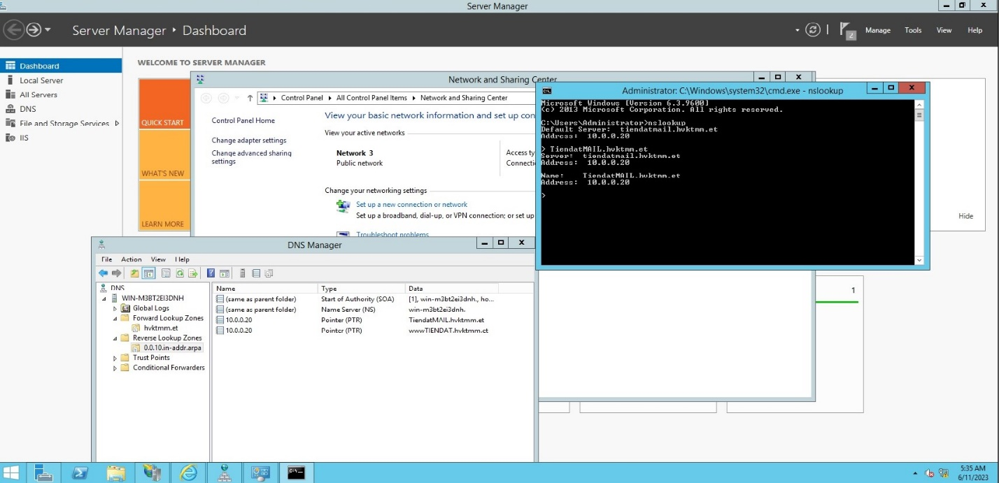 Server Manager
Server Manager ‣ Dashboard
2
Manage
Tools
View
Help
Dashboard
Local Server
All Servers
DNS
File and Storage Services
IIS
WELCOME TO SERVER MANAGER
QUICK START
WHAT'S NEW
LEARN MORE
Hide
1
Network and Sharing Center
Control Panel ‣ All Control Panel Items ‣ Network and Sharing Center
Control Panel Home
Change adapter settings
Change advanced sharing
settings
View your basic network information and set up con
View your active networks
Network 3
Public network
Access ty
Connecti
Change your networking settings
Set up a new connection or network
Set up a broadband, dial-up, or VPN connection; or set up
Troubleshoot problems
Administrator: C:\Windows\system32\cmd.exe - nslookup
Microsoft Windows [Version 6.3.9600]
(c) 2013 Microsoft Corporation. All rights reserved.
C:\Users\Administrator>nslookup
Default Server: tiendatmail.hvktmm.et
Address: 10.0.0.20
> TiendatMAIL.hvktmm.et
Server: tiendatmail.hvktmm.et
Address: 10.0.0.20
Name: TiendatMAIL.hvktmm.et
Address: 10.0.0.20
>
DNS Manager
File Action View Help
DNS
WIN-M3BT2EI3DNH
Global Logs
Forward Lookup Zones
hvktmm.et
Reverse Lookup Zones
0.0.10.in-addr.arpa
Trust Points
Conditional Forwarders
Name Type Data
(same as parent folder) Start of Authority (SOA) [1], win-m3bt2ei3dnh., ho...
(same as parent folder) Name Server (NS) win-m3bt2ei3dnh.
10.0.0.20 Pointer (PTR) TiendatMAIL.hvktmm.et
10.0.0.20 Pointer (PTR) wwwTIENDAT.hvktmm.et
5:35 AM
6/11/2023